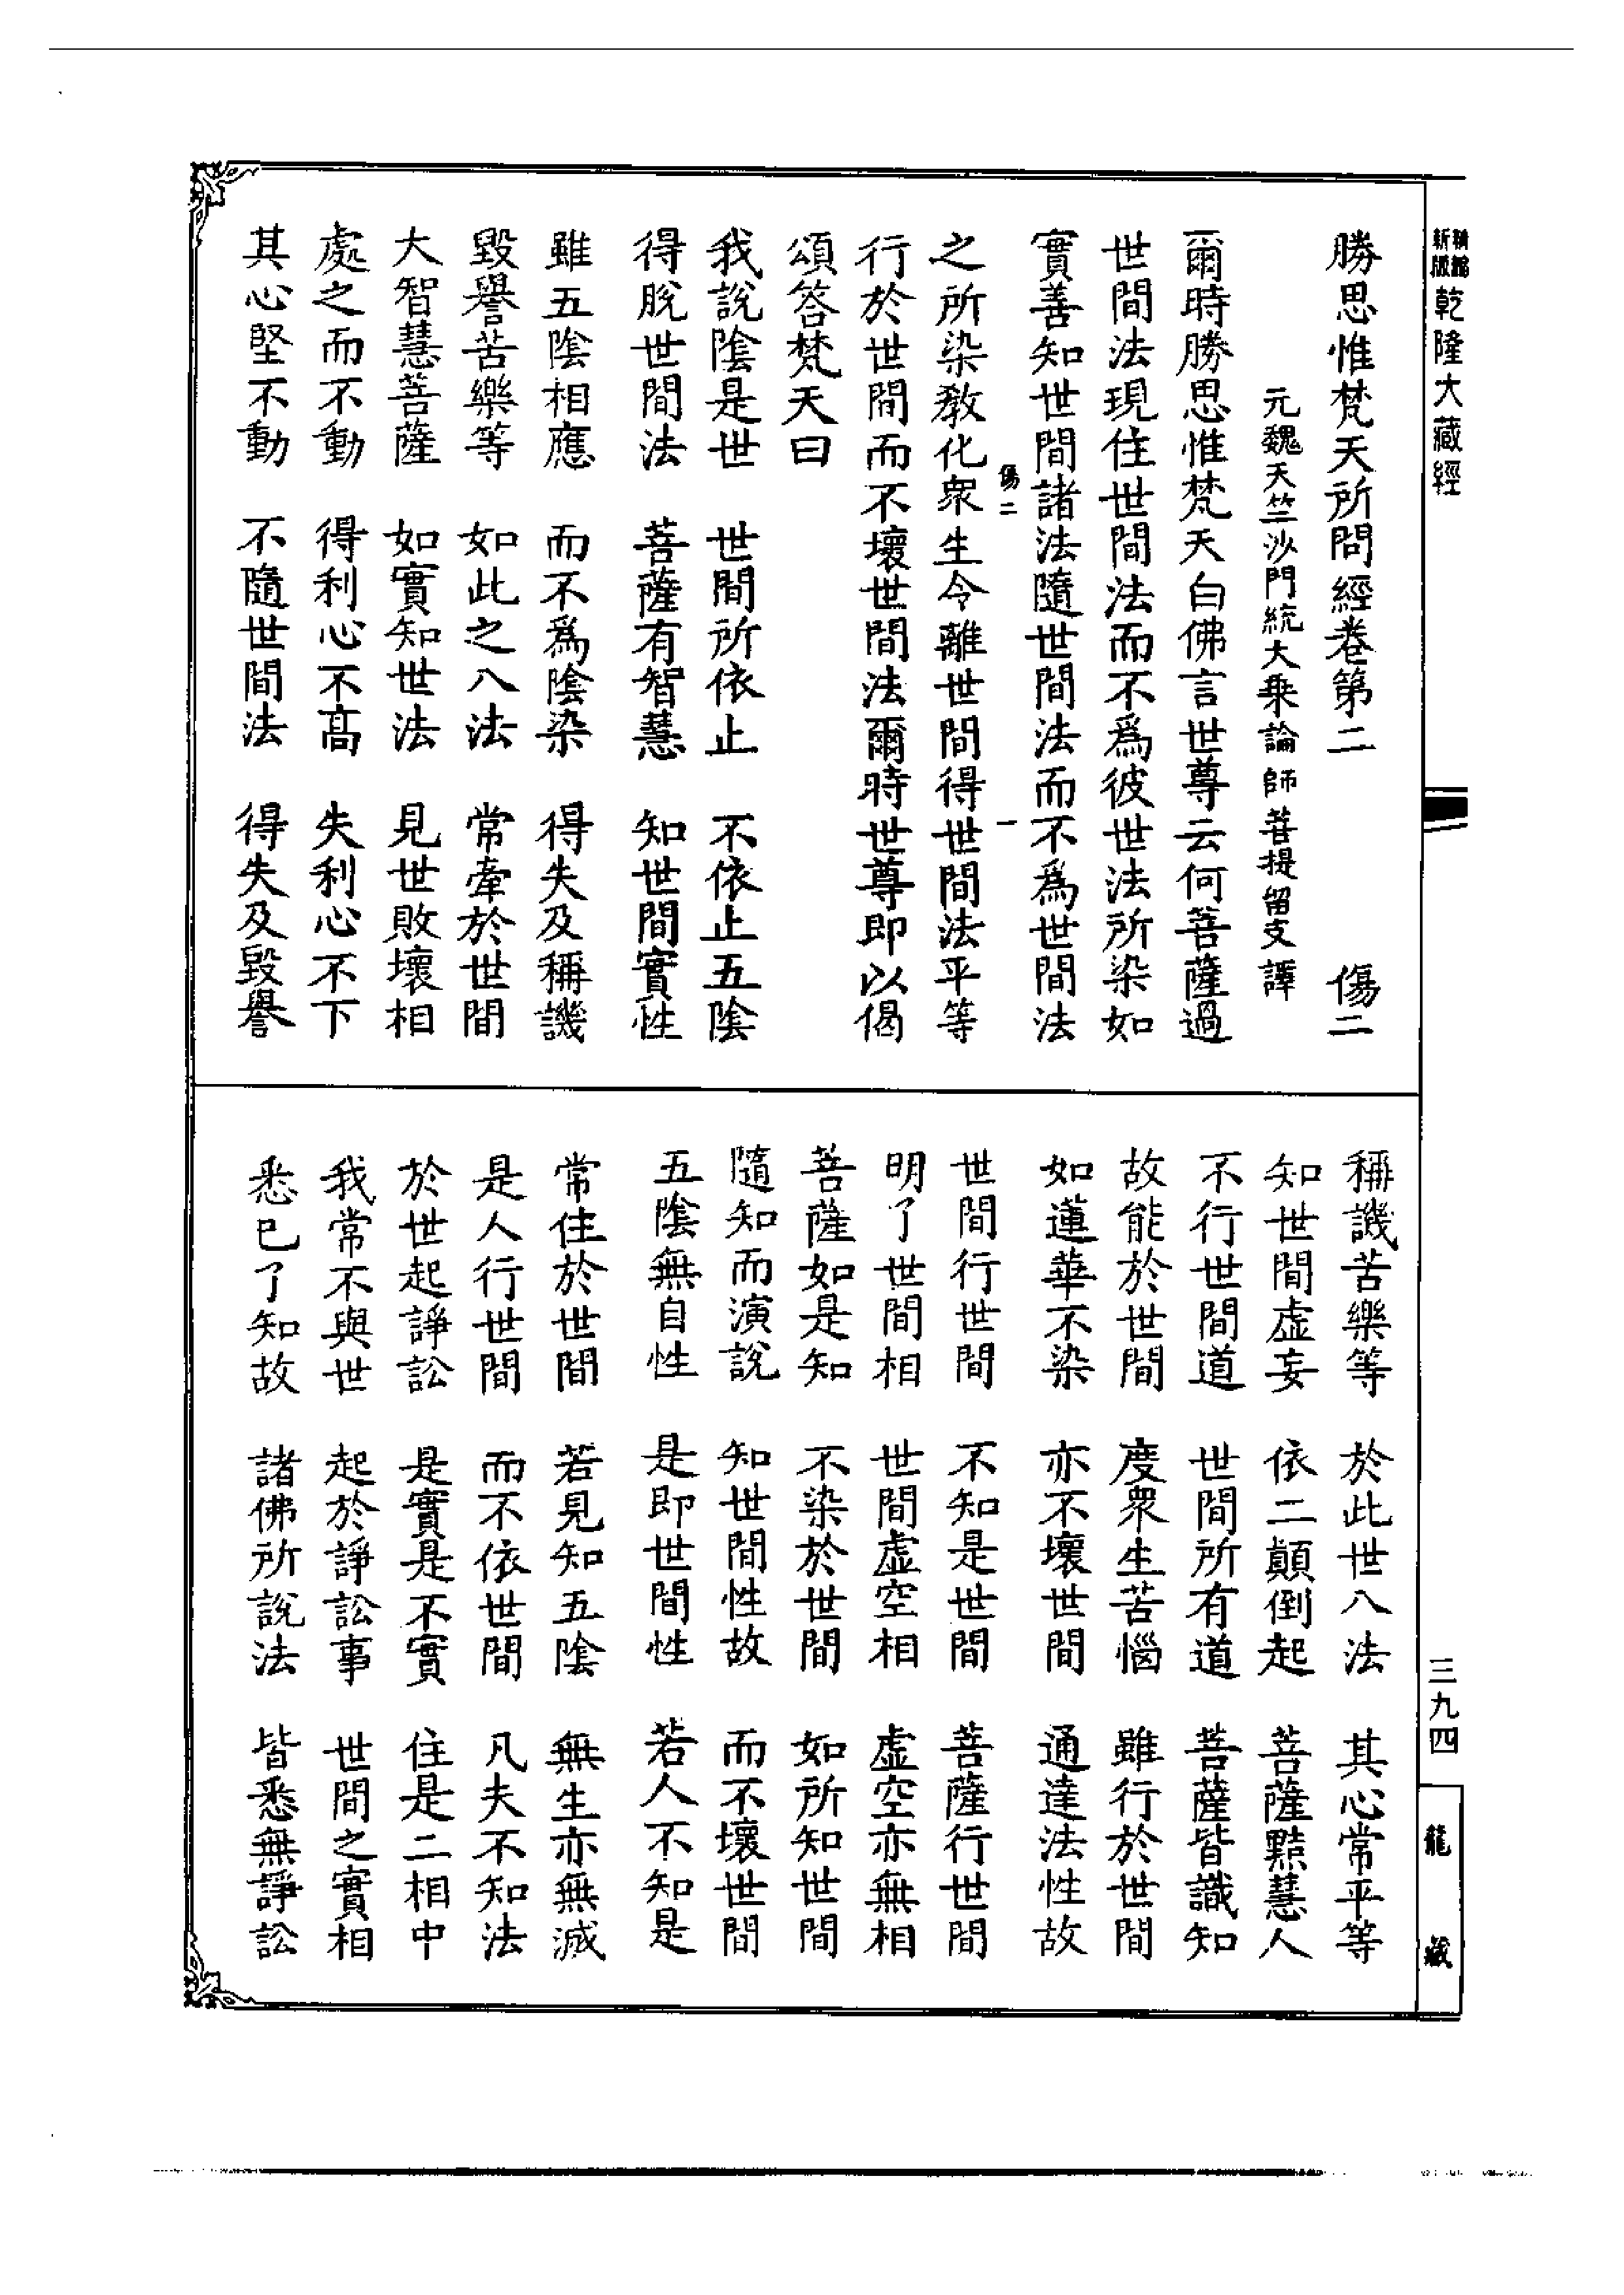 新編
新版
乾隆大藏經
勝思惟梵天所問經卷第二 傷二
元魏天竺沙門統大乘論師菩提留支譯
爾時勝思惟梵天白佛言世尊云何菩薩過
世間法現住世間法而不爲彼世法所染如
實善知世間諸法隨世間法而不爲世間法
傷二 一
之所染教化衆生令離世間得世間法平等
行於世間而不壞世間法爾時世尊即以偈
頌答梵天曰
我說陰是世 世間所依止 不依止五陰
得脫世間法 菩薩有智慧 知世間實性
雖五陰相應 而不爲陰染 得失及稱譏
毀譽苦樂等 如此之八法 常牽於世間
大智慧菩薩 如實知世法 見世敗壞相
處之而不動 得利心不高 失利心不下
其心堅不動 不隨世間法 得失及毀譽
稱譏苦樂等 於此世八法 其心常平等
知世間虛妄 依二顛倒起 菩薩黠慧人
不行世間道 世間所有道 菩薩皆識知
故能於世間 度衆生苦惱 雖行於世間
如蓮華不染 亦不壞世間 通達法性故
世間行世間 不知是世間 菩薩行世間
明了世間相 世間虛空相 虛空亦無相
菩薩如是知 不染於世間 如所知世間
隨知而演說 知世間性故 而不壞世間
五陰無自性 是即世間性 若人不知是
常住於世間 若見知五陰 無生亦無滅
是人行世間 而不依世間 凡夫不知法
於世起諍訟 是實是不實 住是二相中
我常不與世 起於諍訟事 世間之實相
悉已了知故 諸佛所說法 皆悉無諍訟
三九四
龍藏